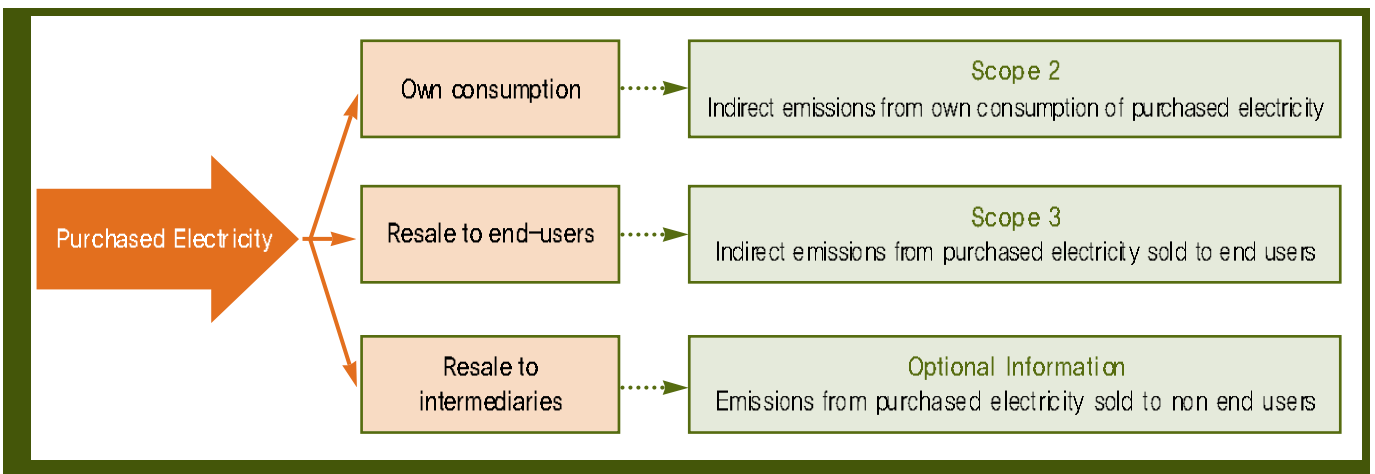 Purchased Electricity
Own consumption
Scope 2
Indirect emissions from own consumption of purchased electricity
Resale to end-users
Scope 3
Indirect emissions from purchased electricity sold to end users
Resale to
intermediaries
Optional Information
Emissions from purchased electricity sold to non end users